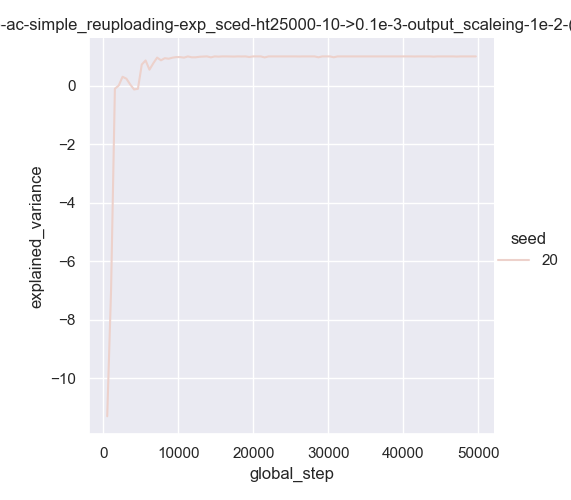 -ac-simple_reuploading-exp_sced-ht25000-10->0.1e-3-output_scaleing-1e-2-(
explained_variance
0
−2
−4
−6
−8
−10
seed
20
0 10000 20000 30000 40000 50000
global_step